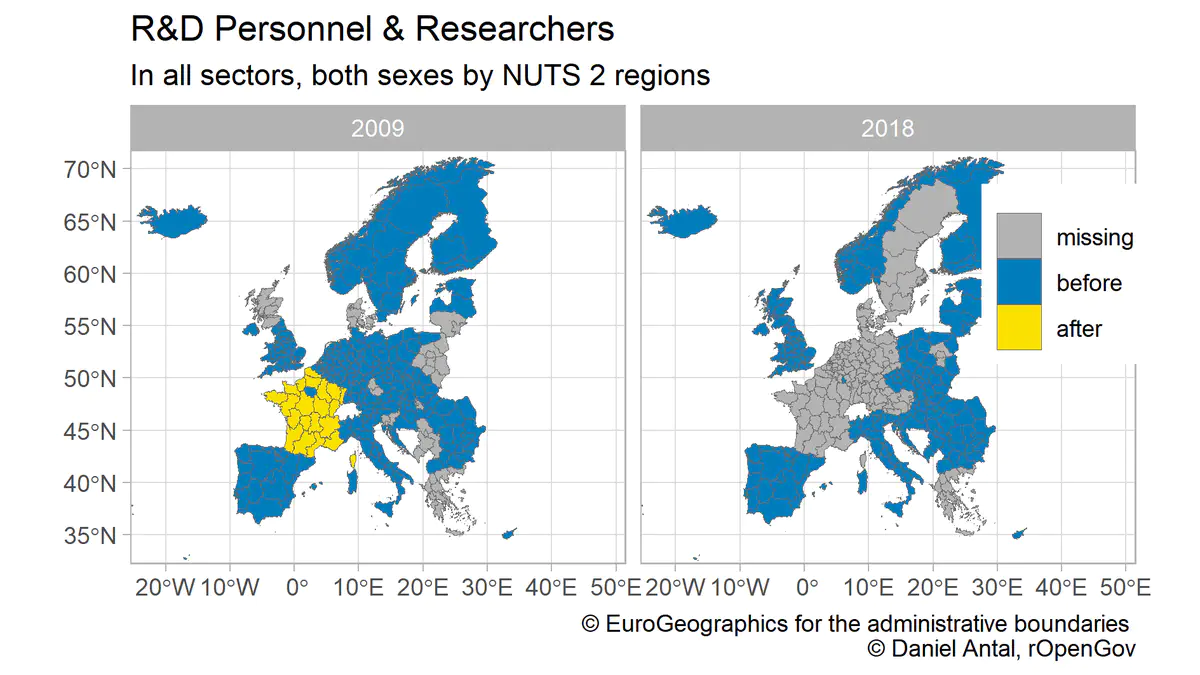 R&D Personnel & Researchers
In all sectors, both sexes by NUTS 2 regions
2009
2018
70°N
65°N
60°N
55°N
50°N
45°N
40°N
35°N
missing
before
after
20°W 10°W 0° 10°E 20°E 30°E 40°E 50°E
20°W 10°W 0° 10°E 20°E 30°E 40°E 50°E
© EuroGeographics for the administrative boundaries
© Daniel Antal, rOpenGov